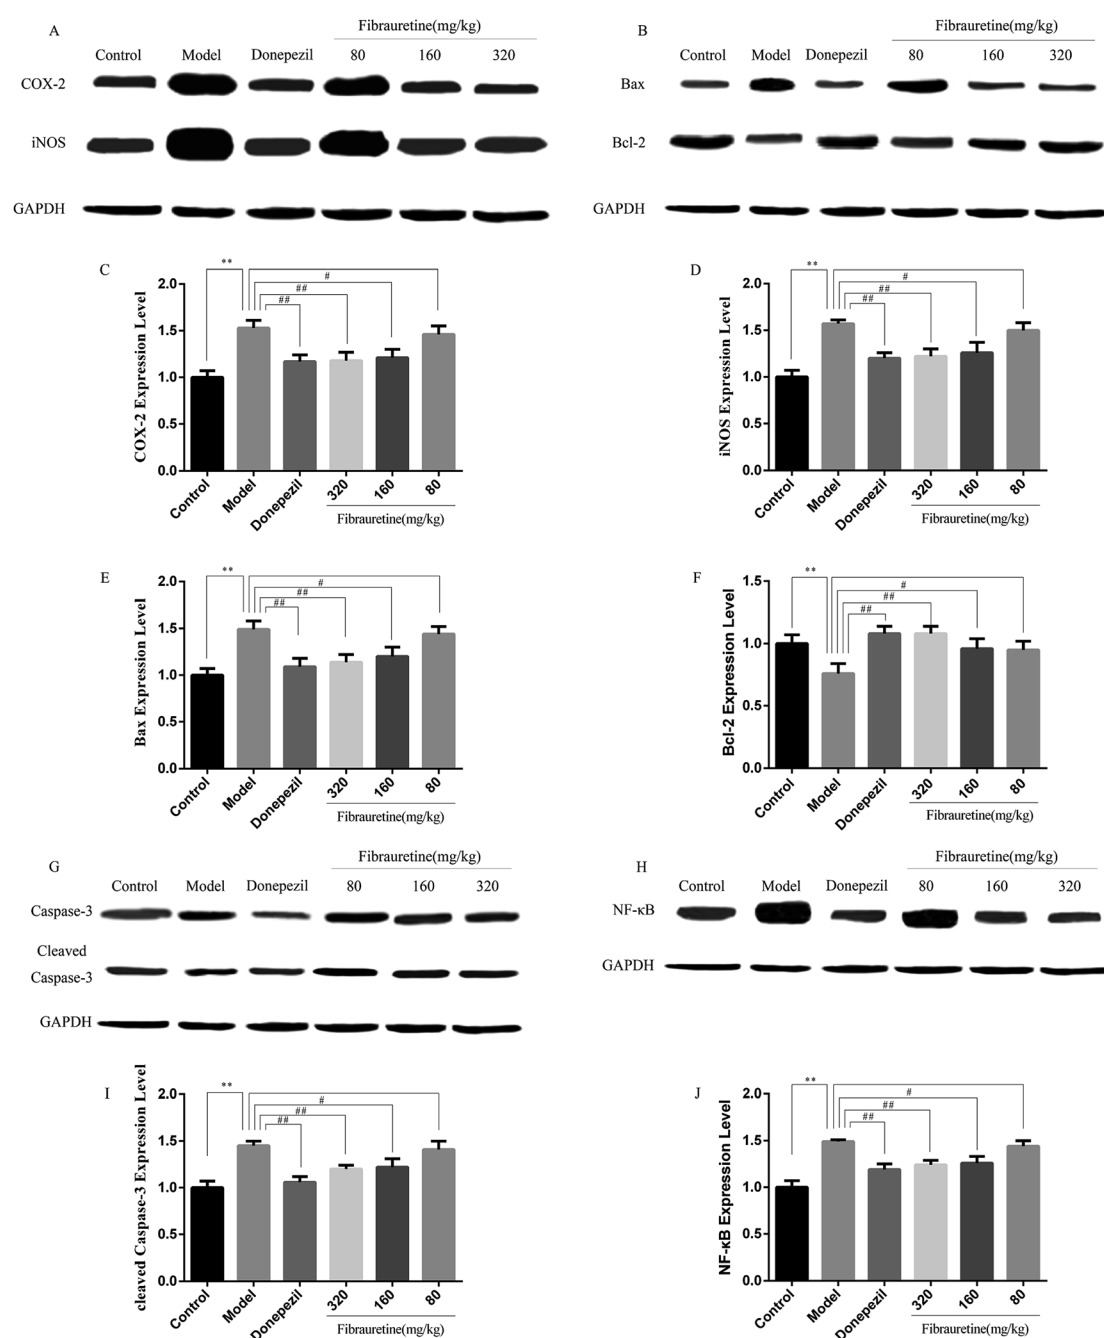 A
Fibrauretine(mg/kg)
Control Model Donepezil 80 160 320
COX-2
iNOS
GAPDH
B
Fibrauretine(mg/kg)
Control Model Donepezil 80 160 320
Bax
Bcl-2
GAPDH
C
COX-2 Expression Level
2.0
1.5
1.0
0.5
0.0
**
#
##
##
Control Model Donepezil 320 160 80
Fibrauretine(mg/kg)
D
iNOS Expression Level
2.0
1.5
1.0
0.5
0.0
**
#
##
##
Control Model Donepezil 320 160 80
Fibrauretine(mg/kg)
E
Bax Expression Level
2.0
1.5
1.0
0.5
0.0
**
#
##
##
Control Model Donepezil 320 160 80
Fibrauretine(mg/kg)
F
Bcl-2 Expression Level
1.5
1.0
0.5
0.0
**
#
##
##
Control Model Donepezil 320 160 80
Fibrauretine(mg/kg)
G
Fibrauretine(mg/kg)
Control Model Donepezil 80 160 320
Caspase-3
Cleaved
Caspase-3
GAPDH
H
Fibrauretine(mg/kg)
Control Model Donepezil 80 160 320
NF-κB
GAPDH
I
cleaved Caspase-3 Expression Level
2.0
1.5
1.0
0.5
0.0
**
#
##
##
Control Model Donepezil 320 160 80
Fibrauretine(mg/kg)
J
NF-κB Expression Level
2.0
1.5
1.0
0.5
0.0
**
#
##
##
Control Model Donepezil 320 160 80
Fibrauretine(mg/kg)